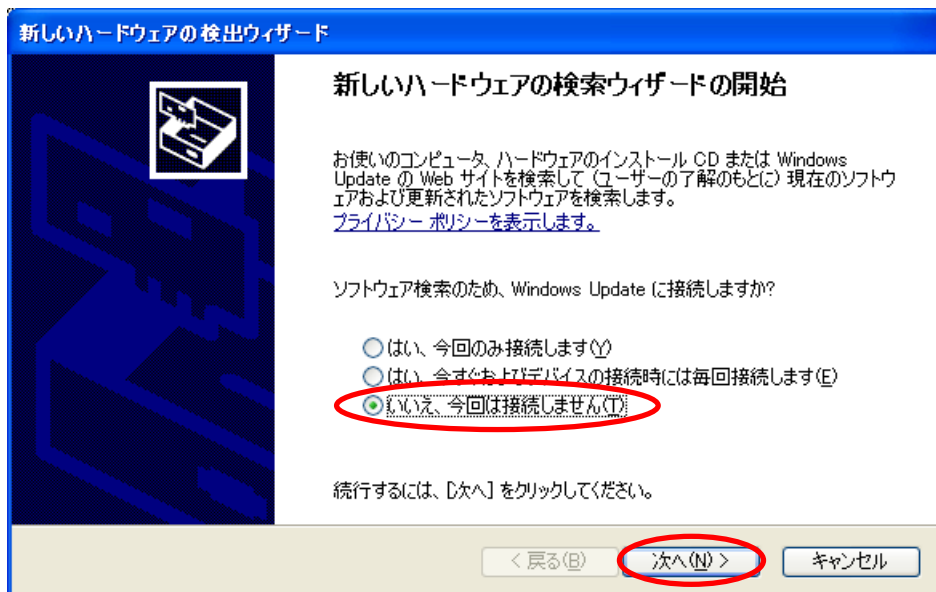 新しいハードウェアの検出ウィザード
新しいハードウェアの検索ウィザードの開始
お使いのコンピュータ、ハードウェアのインストール CD または Windows
Update の Web サイトを検索して (ユーザーの了解のもとに) 現在のソフトウ
ェアおよび更新されたソフトウェアを検索します。
プライバシー ポリシーを表示します。
ソフトウェア検索のため、Windows Update に接続しますか?
はい、今回のみ接続します(Y)
はい、今すぐおよびデバイスの接続時には毎回接続します(E)
いいえ、今回は接続しません(T)
続行するには、[次へ] をクリックしてください。
< 戻る(B) 次へ(N) > キャンセル